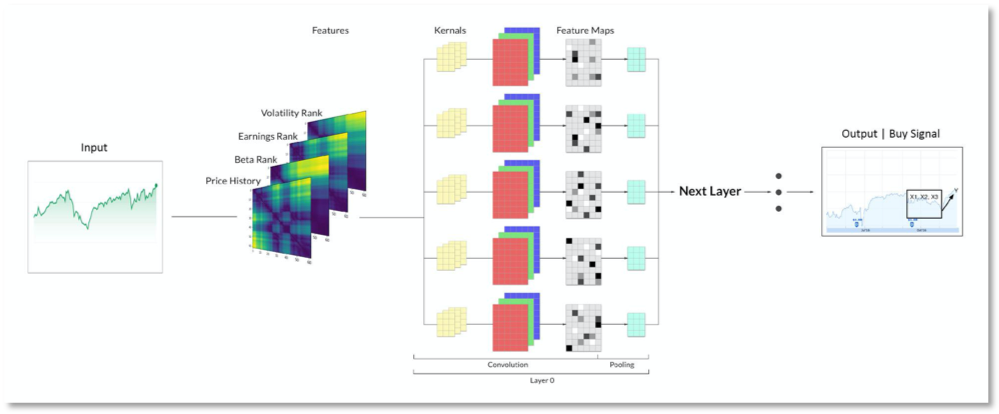 Features
Kernals
Feature Maps
Volatility Rank
Earnings Rank
Beta Rank
Price History
Input
Output | Buy Signal
X1, X2, X3
Y
Next Layer
Convolution
Pooling
Layer 0